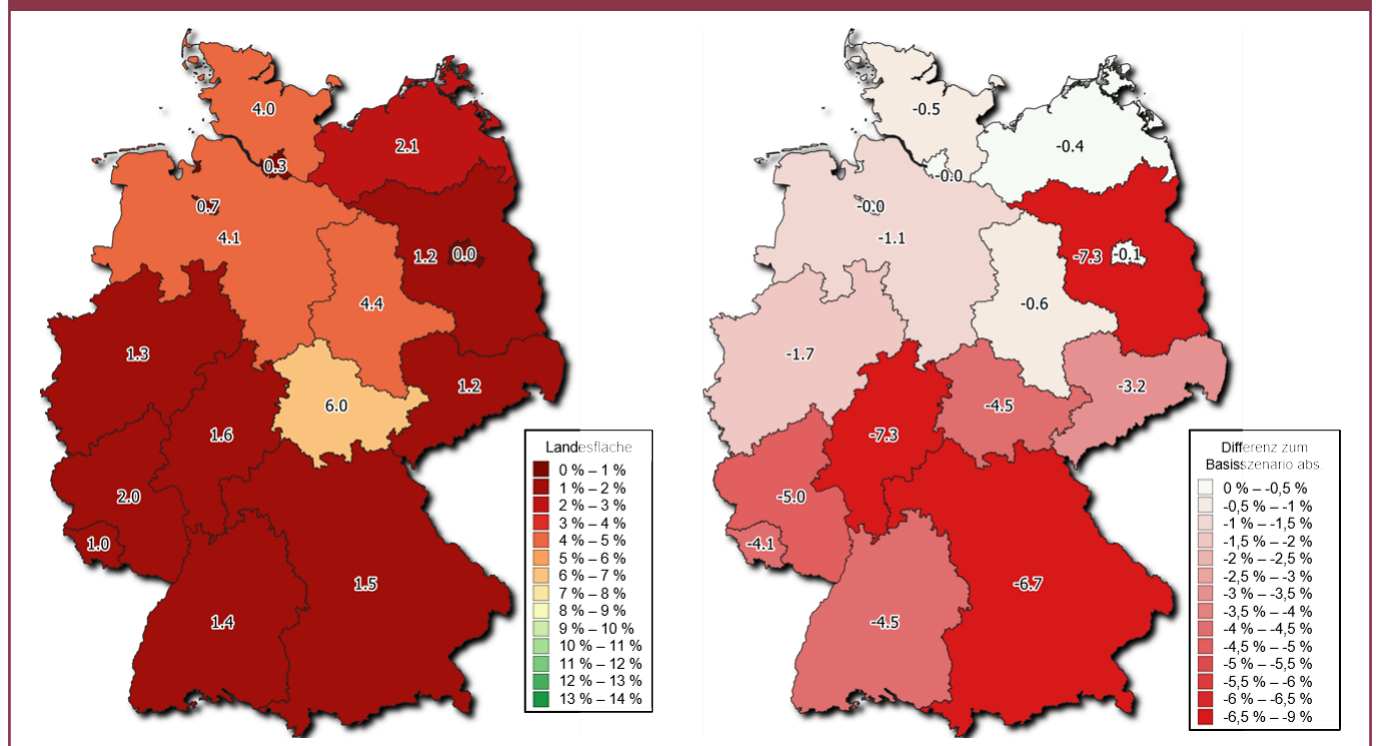 4.0
2.1
0.3
0.7
4.1
1.2
0.0
4.4
1.3
1.2
6.0
1.6
2.0
1.0
1.5
1.4
Landesfläche
0 % – 1 %
1 % – 2 %
2 % – 3 %
3 % – 4 %
4 % – 5 %
5 % – 6 %
6 % – 7 %
7 % – 8 %
8 % – 9 %
9 % – 10 %
10 % – 11 %
11 % – 12 %
12 % – 13 %
13 % – 14 %
-0.5
-0.4
-0.0
-0.0
-1.1
-7.3
-0.1
-0.6
-1.7
-3.2
-4.5
-7.3
-5.0
-4.1
-6.7
-4.5
Differenz zum
Basisszenario abs
0 % – -0,5 %
-0,5 % – -1 %
-1 % – -1,5 %
-1,5 % – -2 %
-2 % – -2,5 %
-2,5 % – -3 %
-3 % – -3,5 %
-3,5 % – -4 %
-4 % – -4,5 %
-4,5 % – -5 %
-5 % – -5,5 %
-5,5 % – -6 %
-6 % – -6,5 %
-6,5 % – -9 %